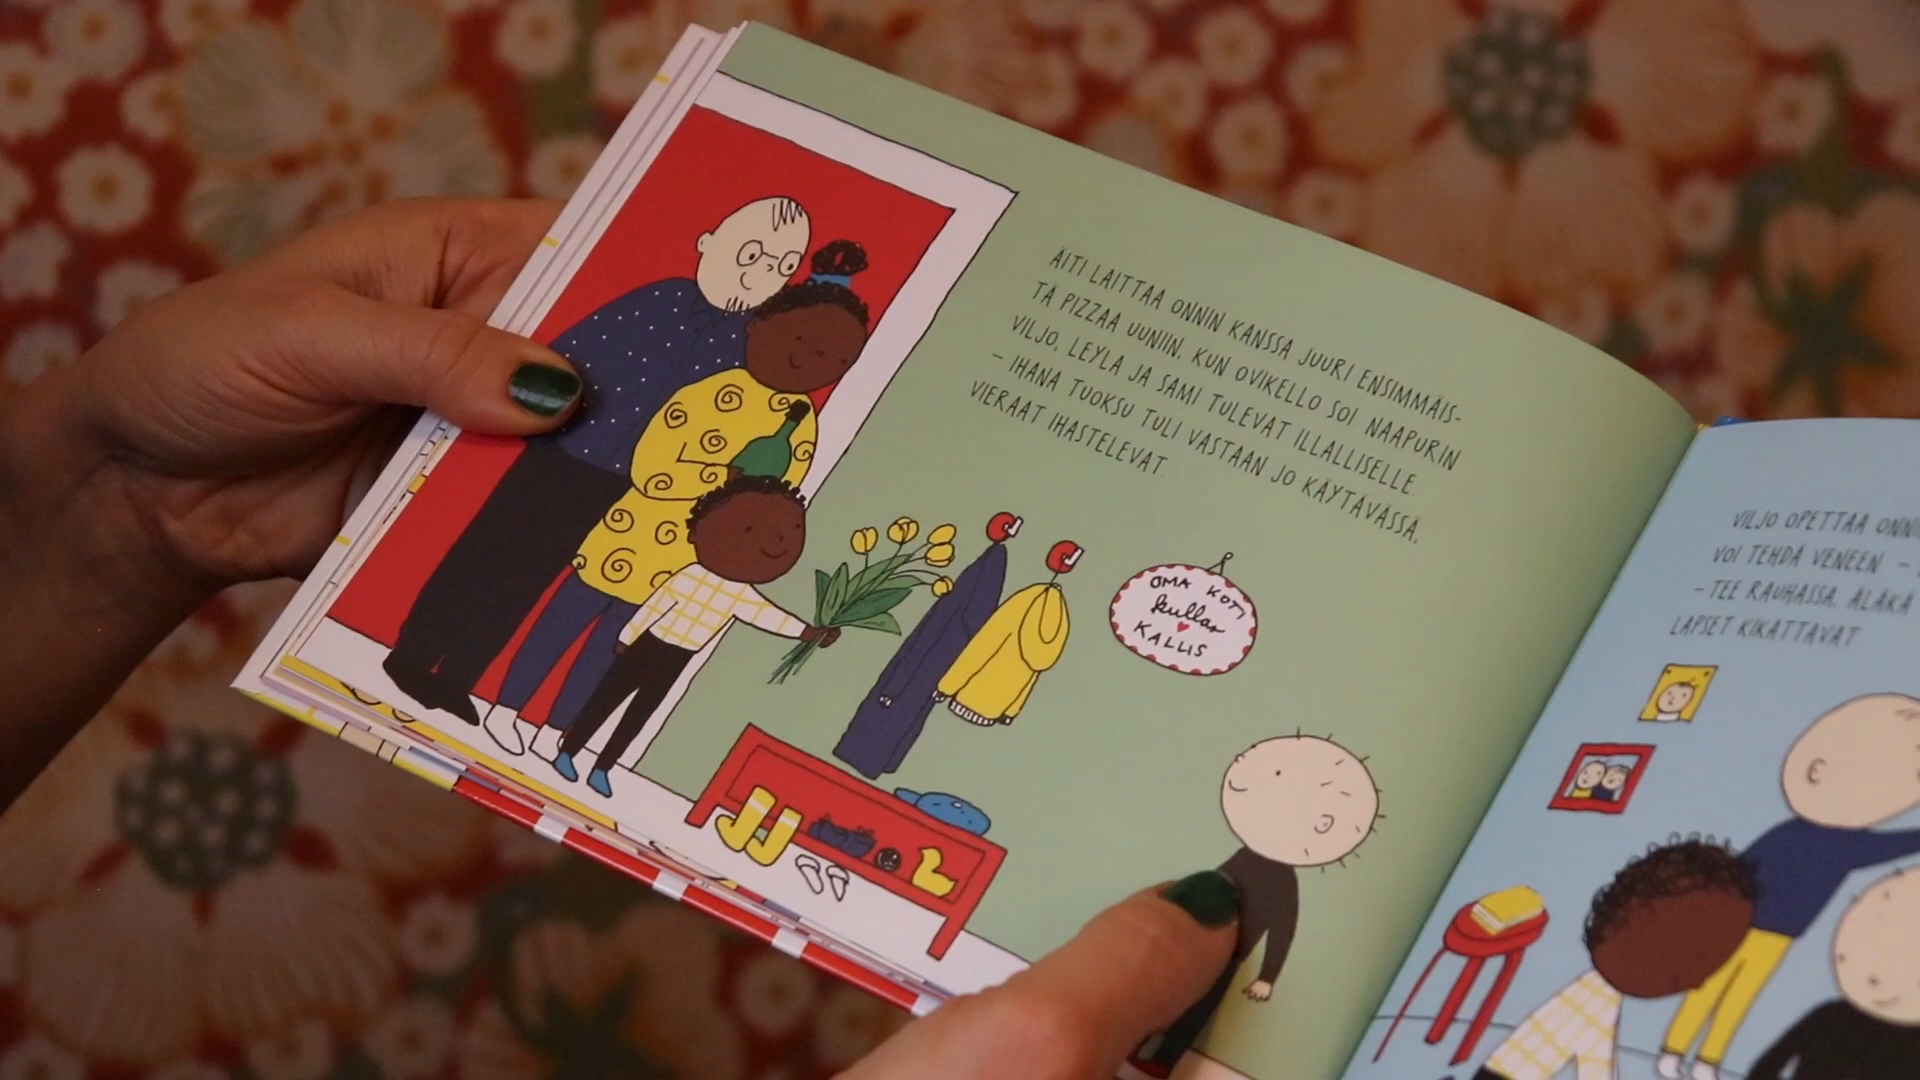 ÄITI LAITTAA ONNIN KANSSA JUURI ENSIMMÄIS-
TÄ PIZZAA UUNIIN, KUN OVIKELLO SOI. NAAPURIN
VILJO, LEYLA JA SAMI TULEVAT ILLALLISELLE.
– IHANA TUOKSU TULI VASTAAN JO KÄYTÄVÄSSÄ,
VIERAAT IHASTELEVAT.
OMA KOTI
kullan
KALLIS
VILJO OPETTAA
VOI TEHDÄ VENEEN –
– TEE RAUHASSA, ÄLÄKÄ
LAPSET KIKATTAVAT